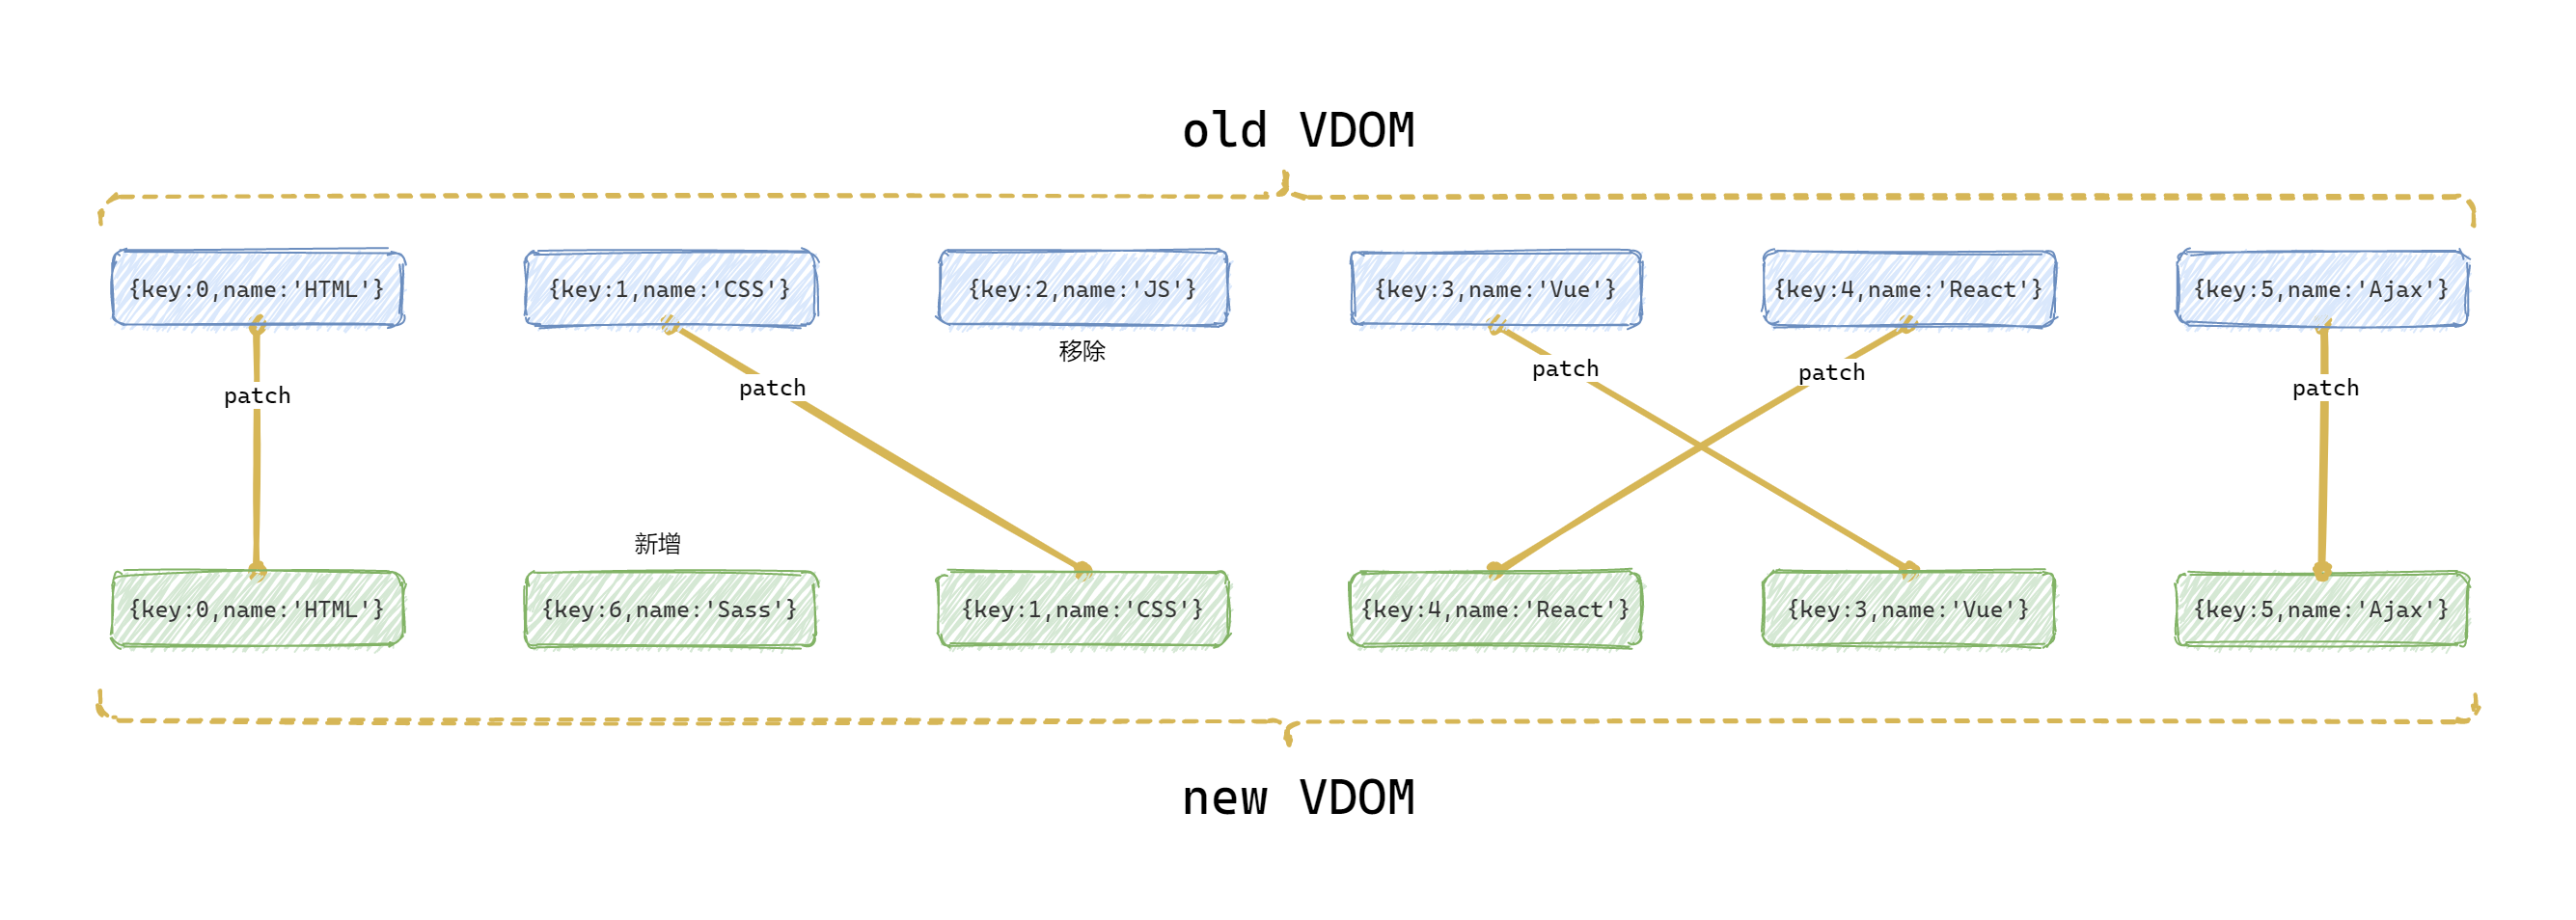 old VDOM
{key:0,name:'HTML'}
{key:1,name:'CSS'}
{key:2,name:'JS'}
{key:3,name:'Vue'}
{key:4,name:'React'}
{key:5,name:'Ajax'}
移除
patch
patch
patch
patch
patch
新增
{key:0,name:'HTML'}
{key:6,name:'Sass'}
{key:1,name:'CSS'}
{key:4,name:'React'}
{key:3,name:'Vue'}
{key:5,name:'Ajax'}
new VDOM